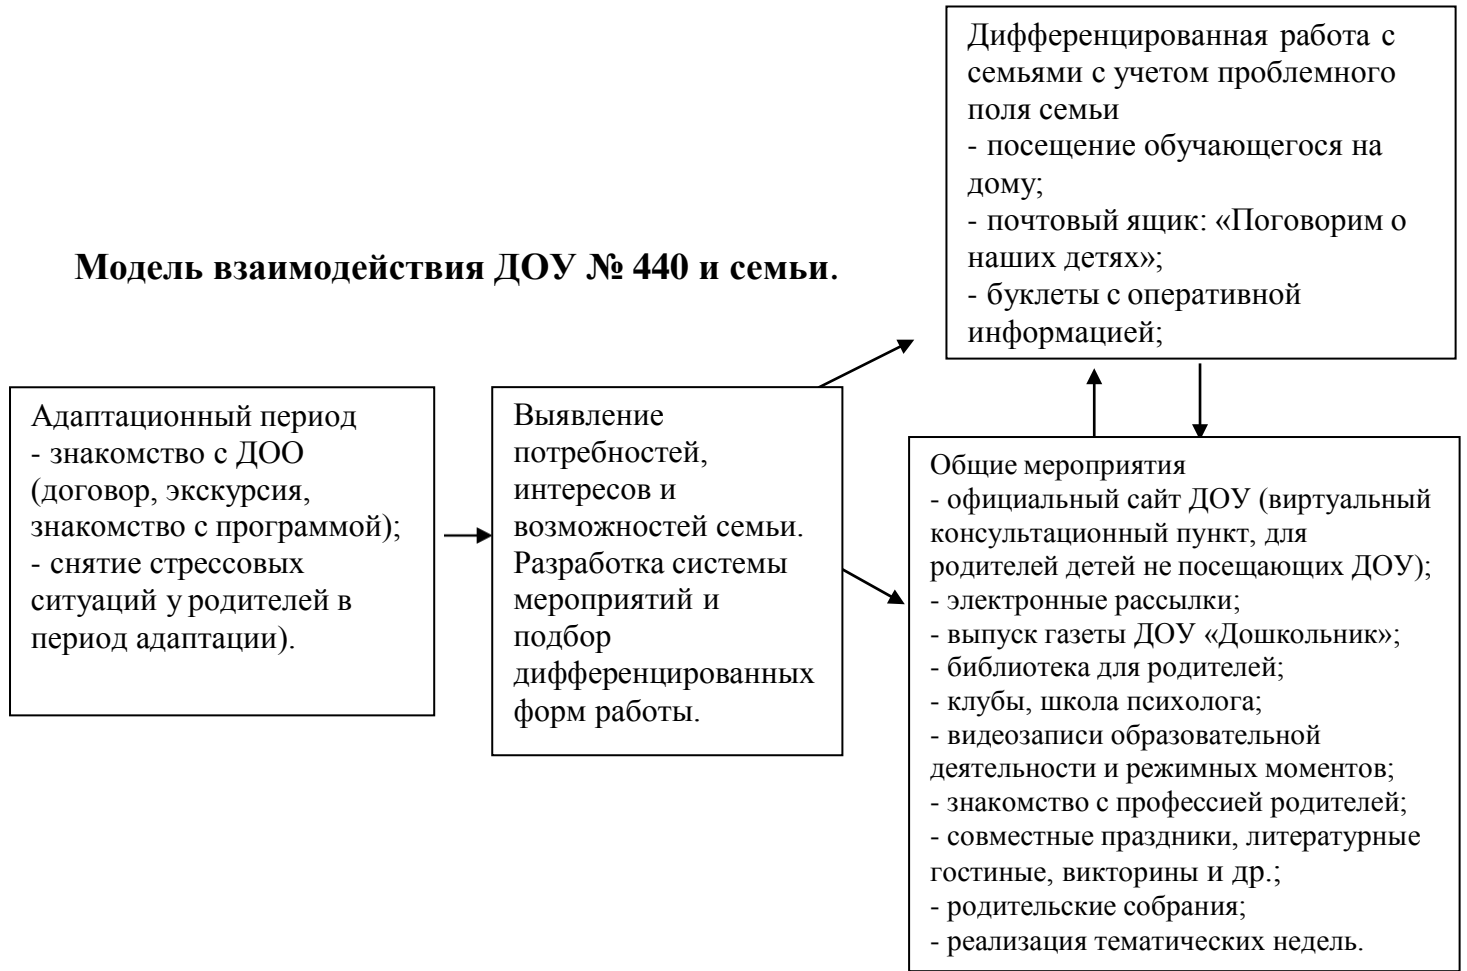 Модель взаимодействия ДОУ № 440 и семьи.
Адаптационный период
- знакомство с ДОО
(договор, экскурсия,
знакомство с программой);
- снятие стрессовых
ситуаций у родителей в
период адаптации).
Выявление
потребностей,
интересов и
возможностей семьи.
Разработка системы
мероприятий и
подбор
дифференцированных
форм работы.
Дифференцированная работа с
семьями с учетом проблемного
поля семьи
- посещение обучающегося на
дому;
- почтовый ящик: «Поговорим о
наших детях»;
- буклеты с оперативной
информацией;
Общие мероприятия
- официальный сайт ДОУ (виртуальный
консультационный пункт, для
родителей детей не посещающих ДОУ);
- электронные рассылки;
- выпуск газеты ДОУ «Дошкольник»;
- библиотека для родителей;
- клубы, школа психолога;
- видеозаписи образовательной
деятельности и режимных моментов;
- знакомство с профессией родителей;
- совместные праздники, литературные
гостиные, викторины и др.;
- родительские собрания;
- реализация тематических недель.